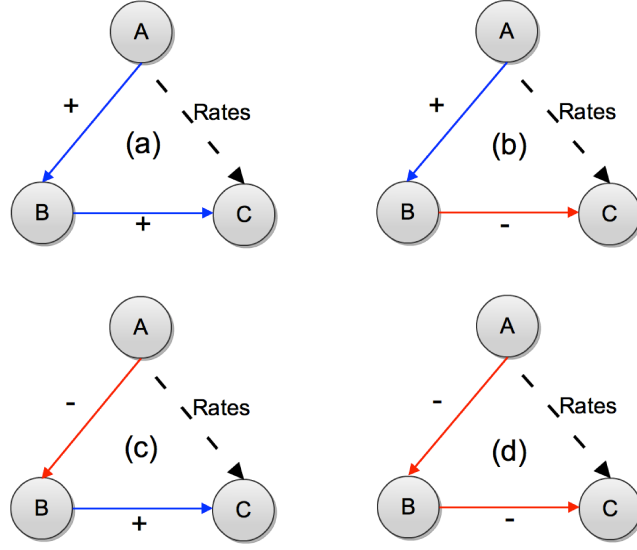 A
+
Rates
(a)
B
+
C
A
+
Rates
(b)
B
-
C
A
-
Rates
(c)
B
+
C
A
-
Rates
(d)
B
-
C